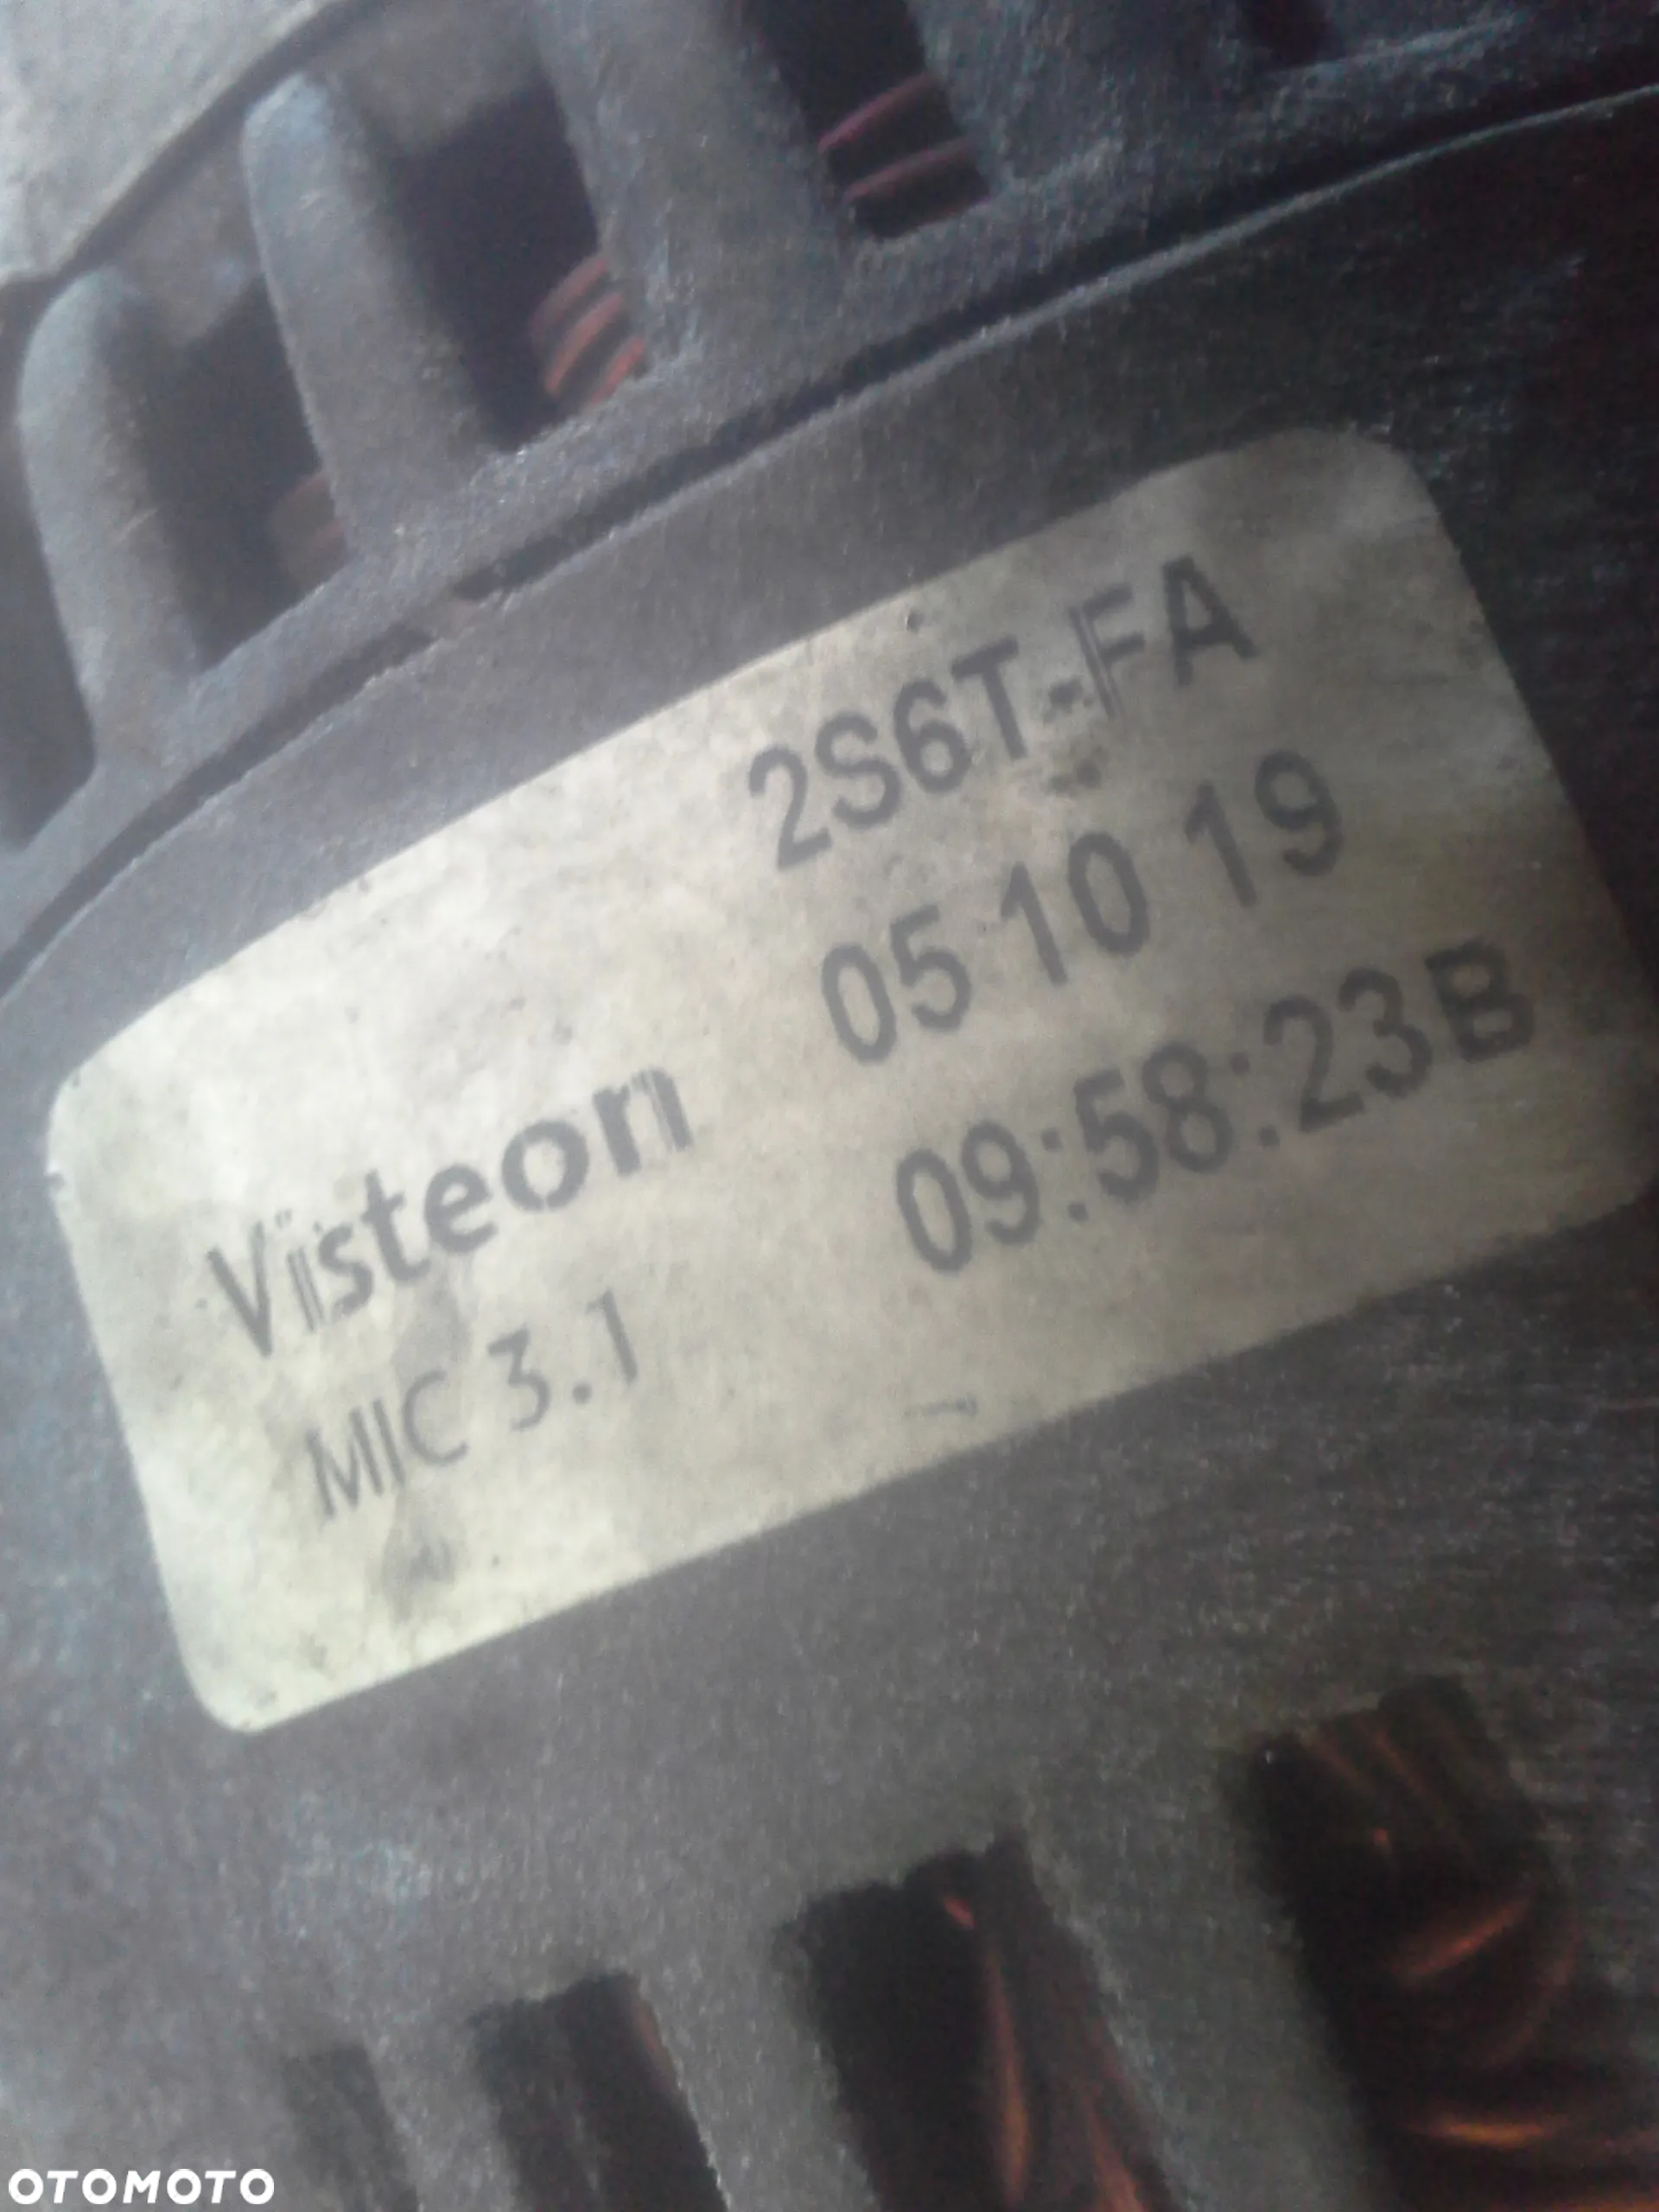 2S6T-FA
05 10 19
09:58:23B
Visteon
MIC 3.1
OTOMOTO